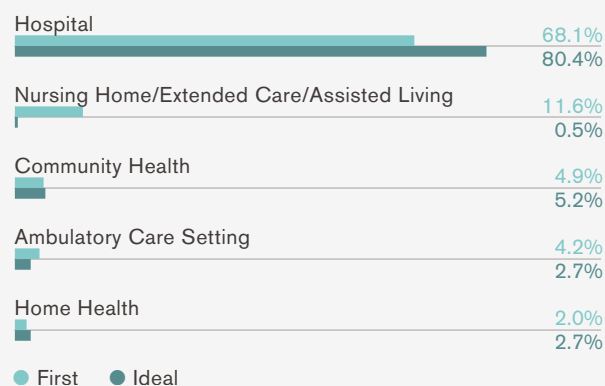 Hospital
68.1%
80.4%
Nursing Home/Extended Care/Assisted Living
11.6%
0.5%
Community Health
4.9%
5.2%
Ambulatory Care Setting
4.2%
2.7%
Home Health
2.0%
2.7%
First Ideal